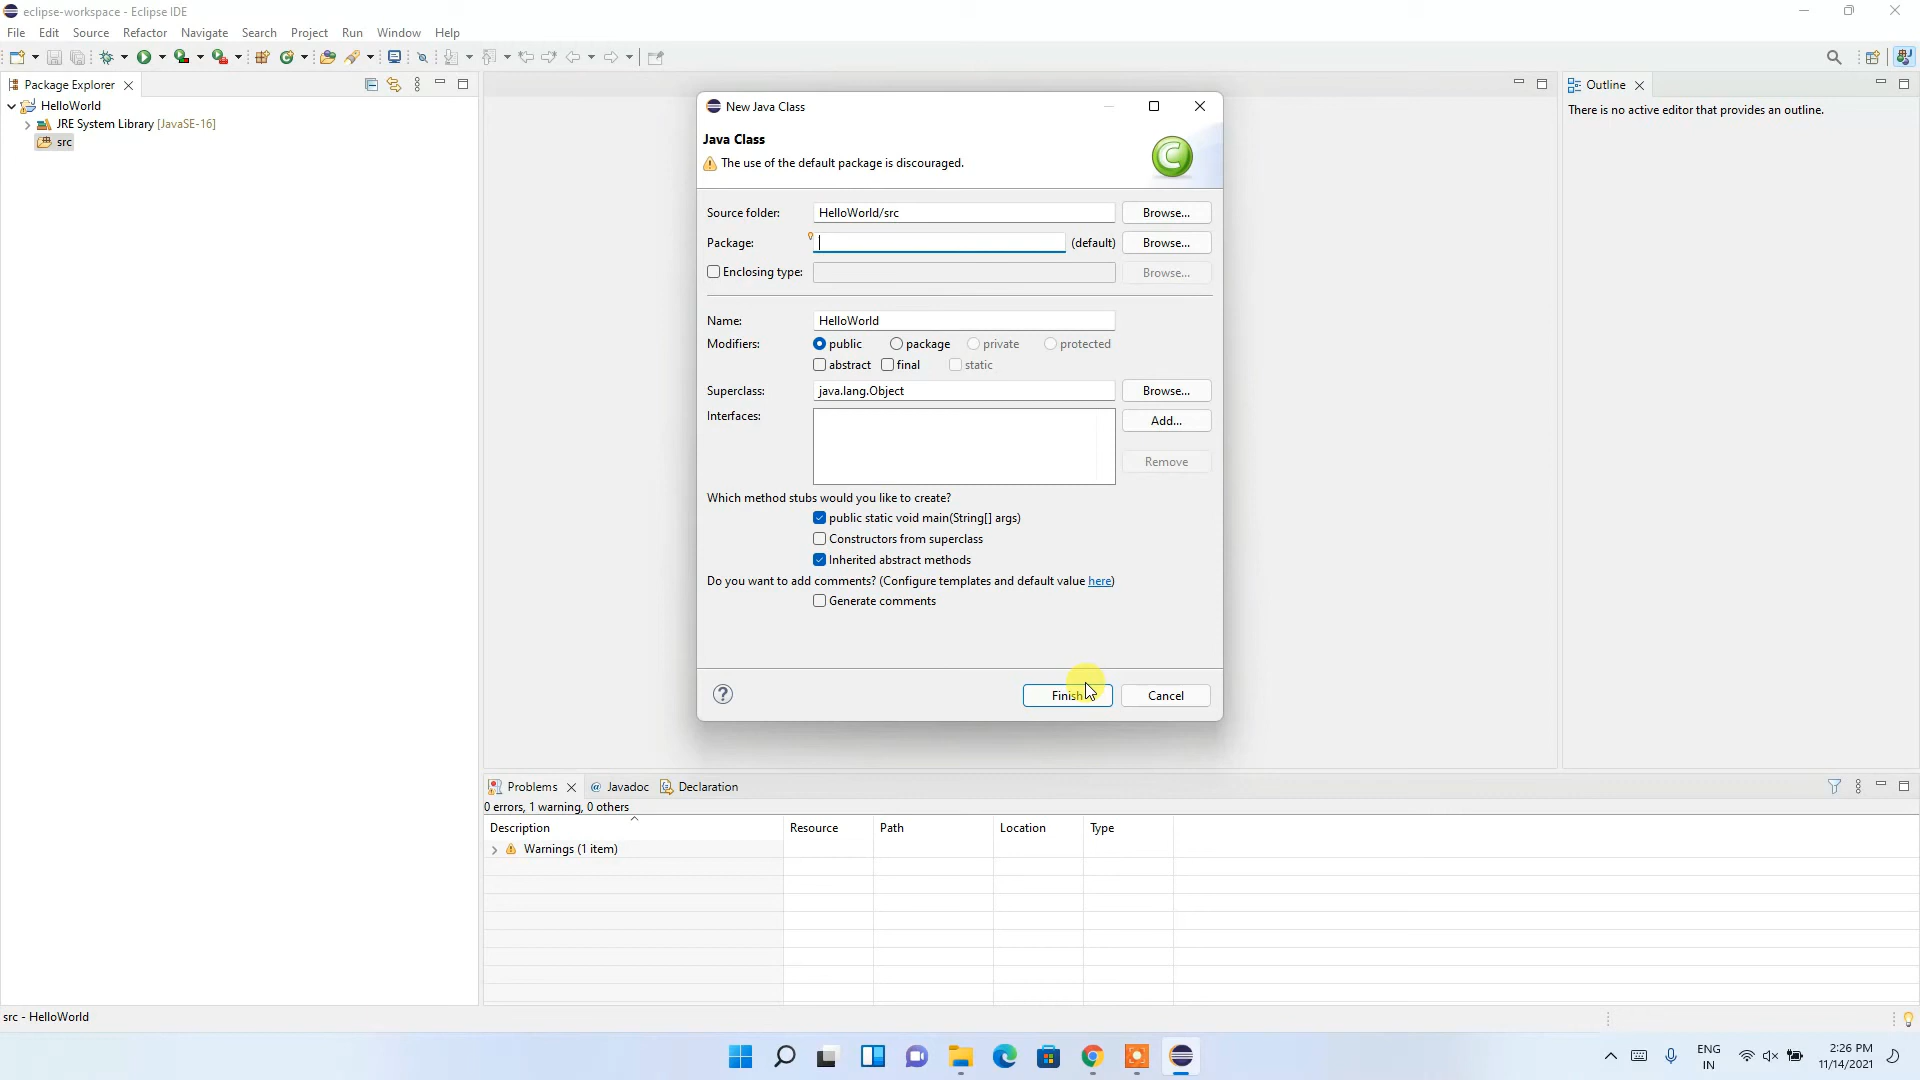 eclipse-workspace - Eclipse IDE
File Edit Source Refactor Navigate Search Project Run Window Help
Package Explorer
HelloWorld
JRE System Library [JavaSE-16]
src
New Java Class
Java Class
The use of the default package is discouraged.
C
Source folder: HelloWorld/src Browse...
Package: (default) Browse...
Enclosing type: Browse...
Name: HelloWorld
Modifiers: public package private protected
abstract final static
Superclass: java.lang.Object Browse...
Interfaces: Add...
Remove
Which method stubs would you like to create?
public static void main(String[] args)
Constructors from superclass
Inherited abstract methods
Do you want to add comments? (Configure templates and default value here)
Generate comments
? Finish Cancel
Outline
There is no active editor that provides an outline.
Problems @ Javadoc Declaration
0 errors, 1 warning, 0 others
Description Resource Path Location Type
Warnings (1 item)
src - HelloWorld
ENG
IN
2:26 PM
11/14/2021